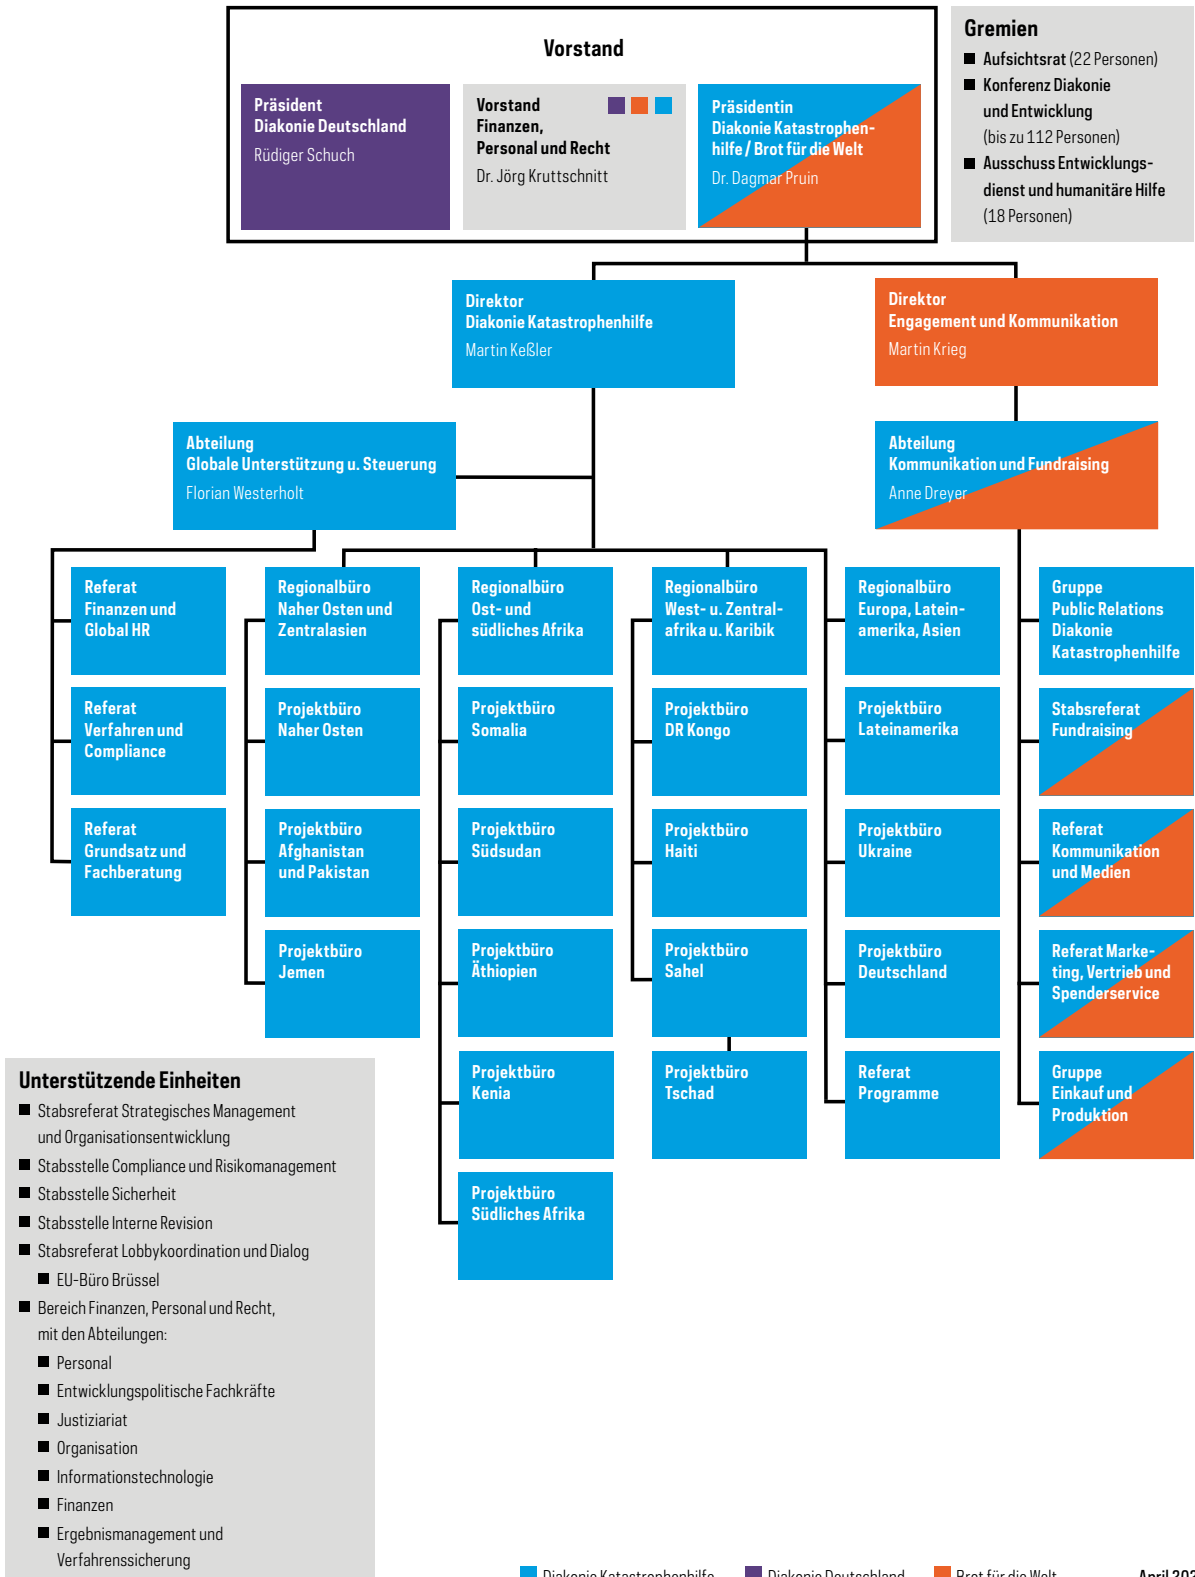 Vorstand
Präsident
Diakonie Deutschland
Rüdiger Schuch
Vorstand
Finanzen,
Personal und Recht
Dr. Jörg Kruttschnitt
Präsidentin
Diakonie Katastrophen-
hilfe / Brot für die Welt
Dr. Dagmar Pruin
Gremien
Aufsichtsrat (22 Personen)
Konferenz Diakonie
und Entwicklung
(bis zu 112 Personen)
Ausschuss Entwicklungs-
dienst und humanitäre Hilfe
(18 Personen)
Direktor
Diakonie Katastrophenhilfe
Martin Keßler
Direktor
Engagement und Kommunikation
Martin Krieg
Abteilung
Globale Unterstützung u. Steuerung
Florian Westerholt
Abteilung
Kommunikation und Fundraising
Anne Dreyer
Referat
Finanzen und
Global HR
Referat
Verfahren und
Compliance
Referat
Grundsatz und
Fachberatung
Regionalbüro
Naher Osten und
Zentralasien
Projektbüro
Naher Osten
Projektbüro
Afghanistan
und Pakistan
Projektbüro
Jemen
Regionalbüro
Ost- und
südliches Afrika
Projektbüro
Somalia
Projektbüro
Südsudan
Projektbüro
Äthiopien
Projektbüro
Kenia
Projektbüro
Südliches Afrika
Regionalbüro
West- u. Zentral-
afrika u. Karibik
Projektbüro
DR Kongo
Projektbüro
Haiti
Projektbüro
Sahel
Projektbüro
Tschad
Regionalbüro
Europa, Latein-
amerika, Asien
Projektbüro
Lateinamerika
Projektbüro
Ukraine
Projektbüro
Deutschland
Referat
Programme
Gruppe
Public Relations
Diakonie
Katastrophenhilfe
Stabsreferat
Fundraising
Referat
Kommunikation
und Medien
Referat Marke-
ting, Vertrieb und
Spenderservice
Gruppe
Einkauf und
Produktion
Unterstützende Einheiten
Stabsreferat Strategisches Management
und Organisationsentwicklung
Stabsstelle Compliance und Risikomanagement
Stabsstelle Sicherheit
Stabsstelle Interne Revision
Stabsreferat Lobbykoordination und Dialog
EU-Büro Brüssel
Bereich Finanzen, Personal und Recht,
mit den Abteilungen:
Personal
Entwicklungspolitische Fachkräfte
Justiziariat
Organisation
Informationstechnologie
Finanzen
Ergebnismanagement und
Verfahrenssicherung
Diakonie Katastrophenhilfe
Diakonie Deutschland
Brot für die Welt
April